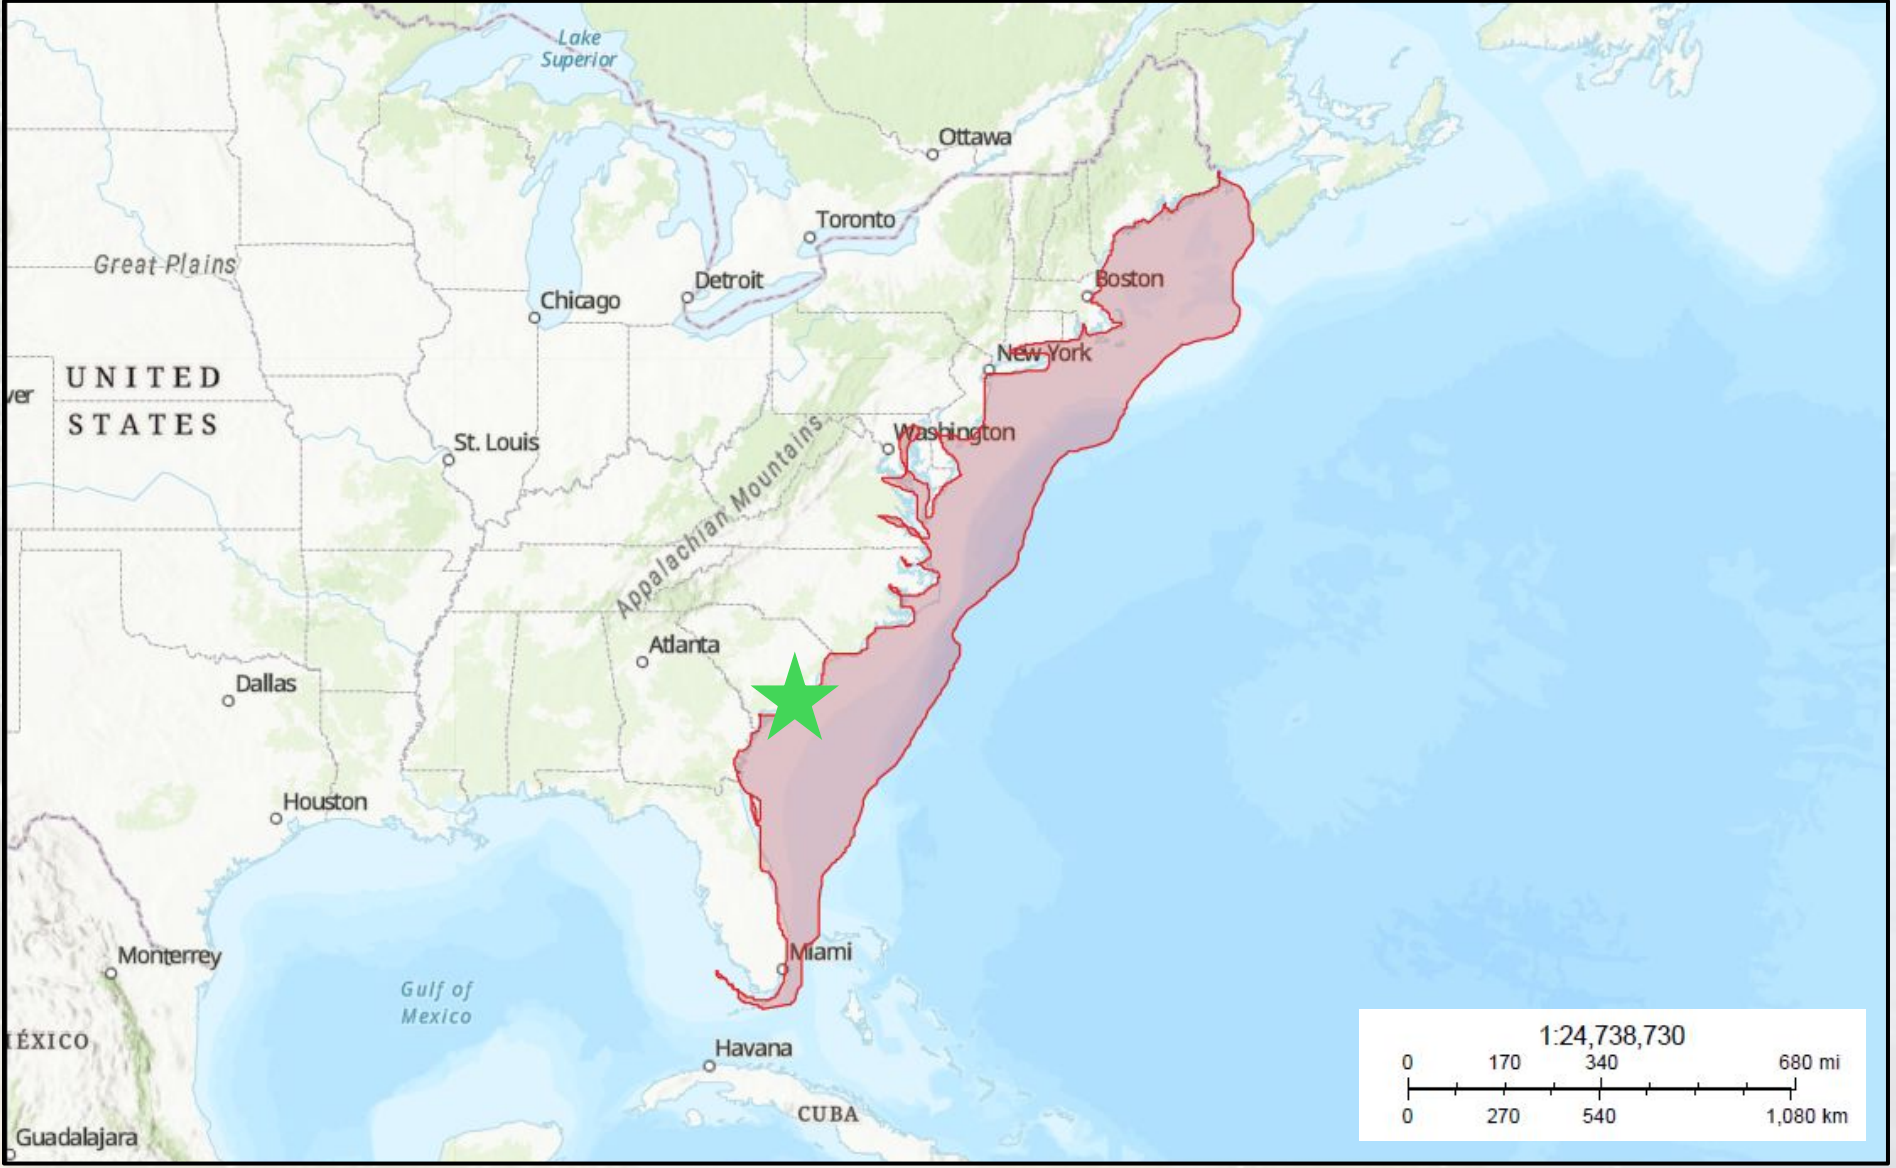 Lake
Superior
Ottawa
Toronto
Great Plains
Detroit
Boston
Chicago
New York
UNITED
STATES
ver
Washington
St. Louis
Appalachian Mountains
Atlanta
Dallas
Houston
Miami
Monterrey
Gulf of
Mexico
ÉXICO
Havana
CUBA
Guadalajara
1:24,738,730
0 170 340 680 mi
0 270 540 1,080 km